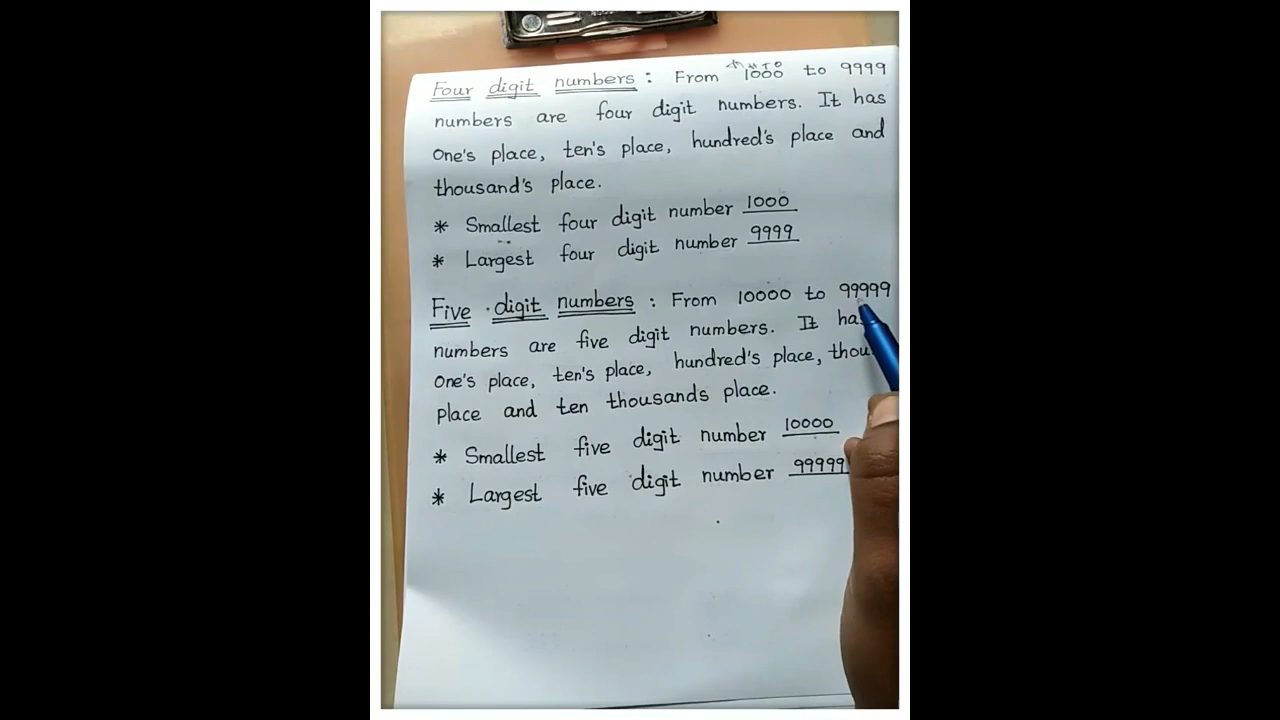 Th H T O
Four digit numbers : From 1000 to 9999
numbers are four digit numbers. It has
One's place, ten's place, hundred's place and
thousand's place.
* Smallest four digit number 1000
* Largest four digit number 9999
Five digit numbers : From 10000 to 99999
numbers are five digit numbers. It has
One's place, ten's place, hundred's place, thou
place and ten thousands place.
* Smallest five digit number 10000
* Largest five digit number 99999